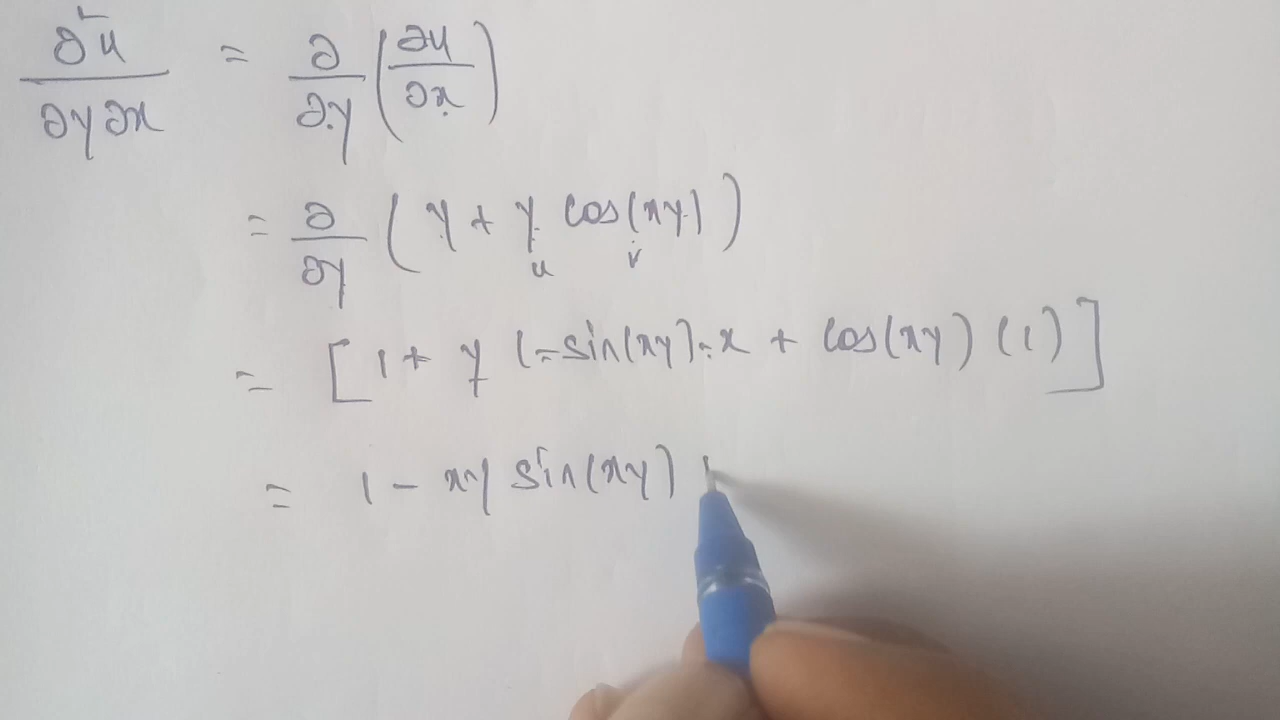 ∂²u/∂y∂x = ∂/∂y (∂u/∂x)
= ∂/∂y (y + y cos(xy))
u v
= [1 + y (-sin(xy).x + cos(xy) (1)]
= 1 - xy sin(xy)